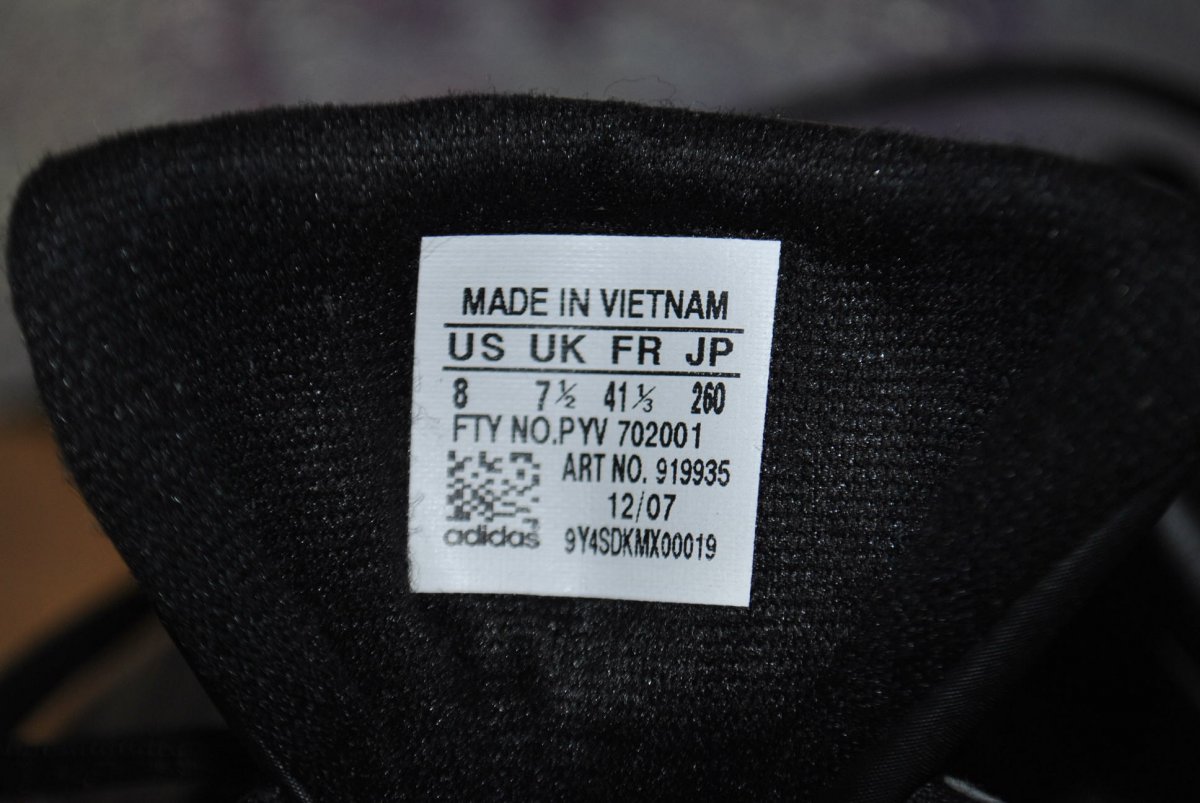 MADE IN VIETNAM
US UK FR JP
8 7½ 41⅓ 260
FTY NO.PYV 702001
ART NO. 919935
12/07
adidas 9Y4SDKMX00019